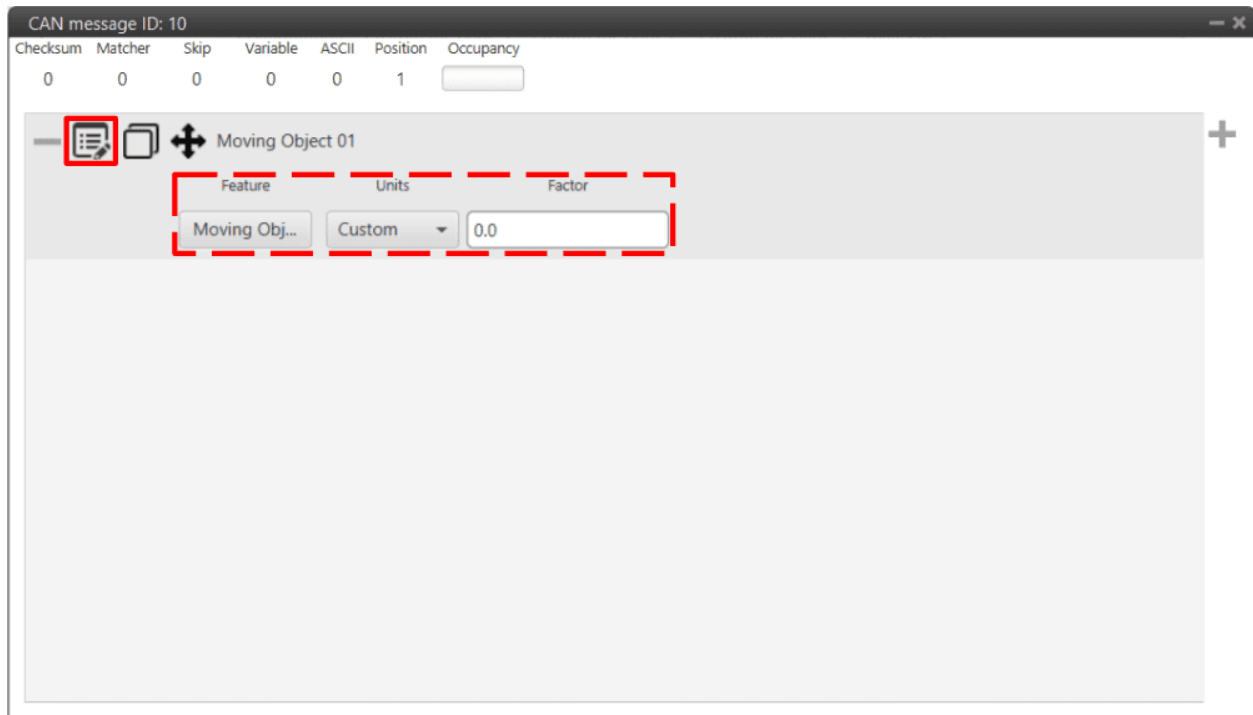 CAN message ID: 10
Checksum Matcher Skip Variable ASCII Position Occupancy
0 0 0 0 0 1
Moving Object 01
Feature Units Factor
Moving Obj... Custom 0.0